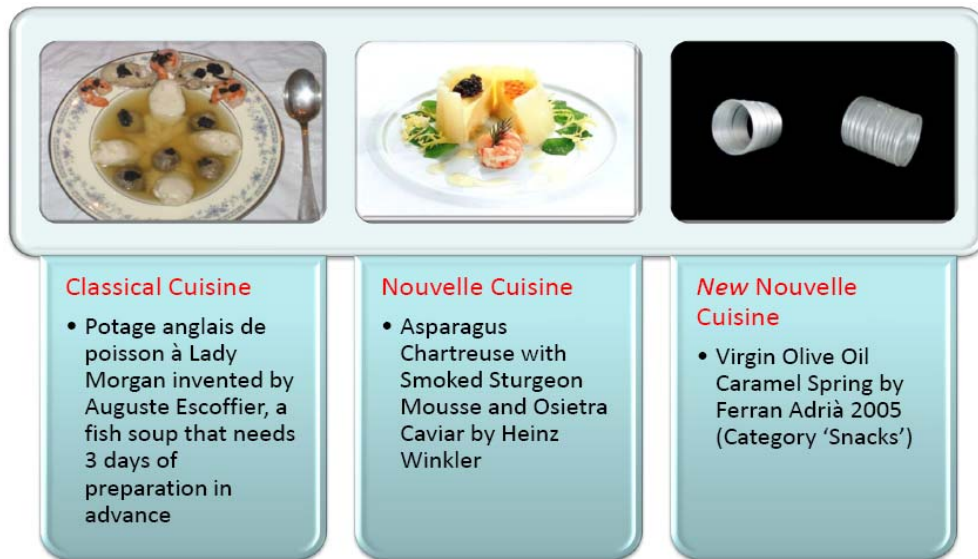 Classical Cuisine
• Potage anglais de
poisson à Lady
Morgan invented by
Auguste Escoffier, a
fish soup that needs
3 days of
preparation in
advance
Nouvelle Cuisine
• Asparagus
Chartreuse with
Smoked Sturgeon
Mousse and Osietra
Caviar by Heinz
Winkler
New Nouvelle
Cuisine
• Virgin Olive Oil
Caramel Spring by
Ferran Adrià 2005
(Category ‘Snacks’)